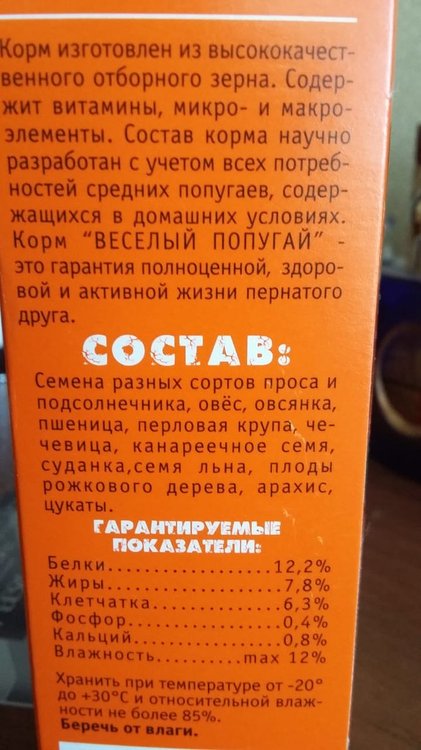 Корм изготовлен из высококачест-
венного отборного зерна. Содер-
жит витамины, микро- и макро-
элементы. Состав корма научно
разработан с учетом всех потреб-
ностей средних попугаев, содер-
жащихся в домашних условиях.
Корм "ВЕСЕЛЫЙ ПОПУГАЙ" -
это гарантия полноценной, здоро-
вой и активной жизни пернатого
друга.
СОСТАВ:
Семена разных сортов проса и
подсолнечника, овёс, овсянка,
пшеница, перловая крупа, че-
чевица, канареечное семя,
суданка,семя льна, плоды
рожкового дерева, арахис,
цукаты.
ГАРАНТИРУЕМЫЕ
ПОКАЗАТЕЛИ:
Белки...................12,2%
Жиры....................7,8%
Клетчатка...............6,3%
Фосфор..................0,4%
Кальций.................0,8%
Влажность..........max 12%
Хранить при температуре от -20°
до +30°С и относительной влаж-
ности не более 85%.
Беречь от влаги.